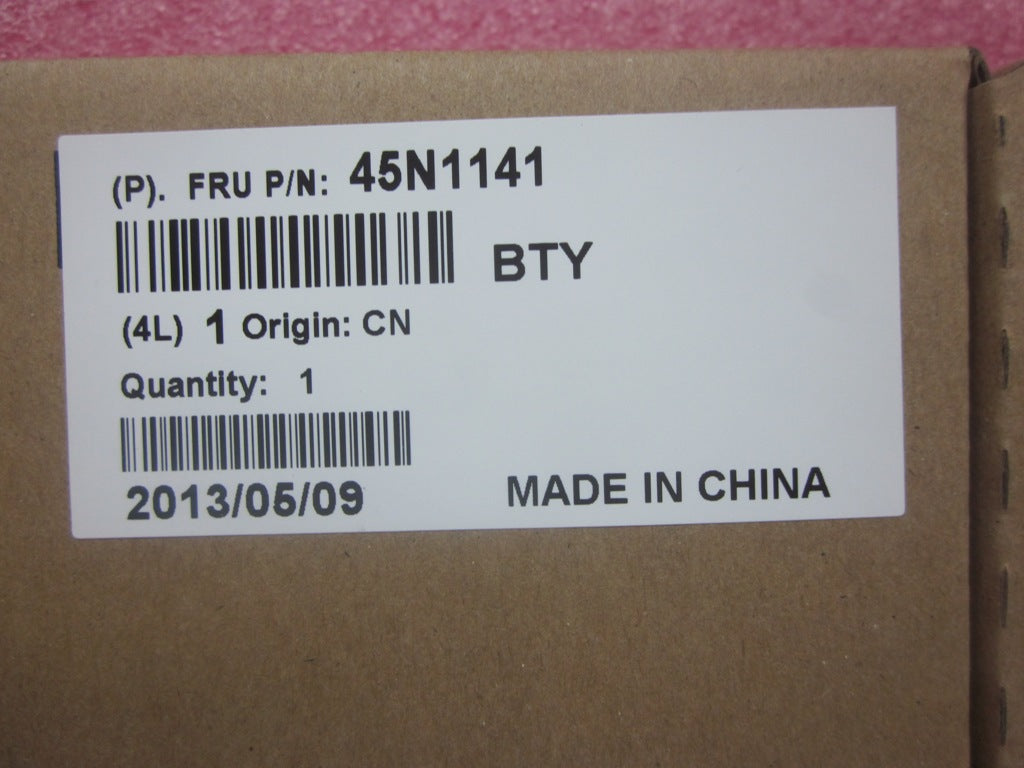 (P). FRU P/N: 45N1141
BTY
(4L) 1 Origin: CN
Quantity: 1
2013/05/09
MADE IN CHINA